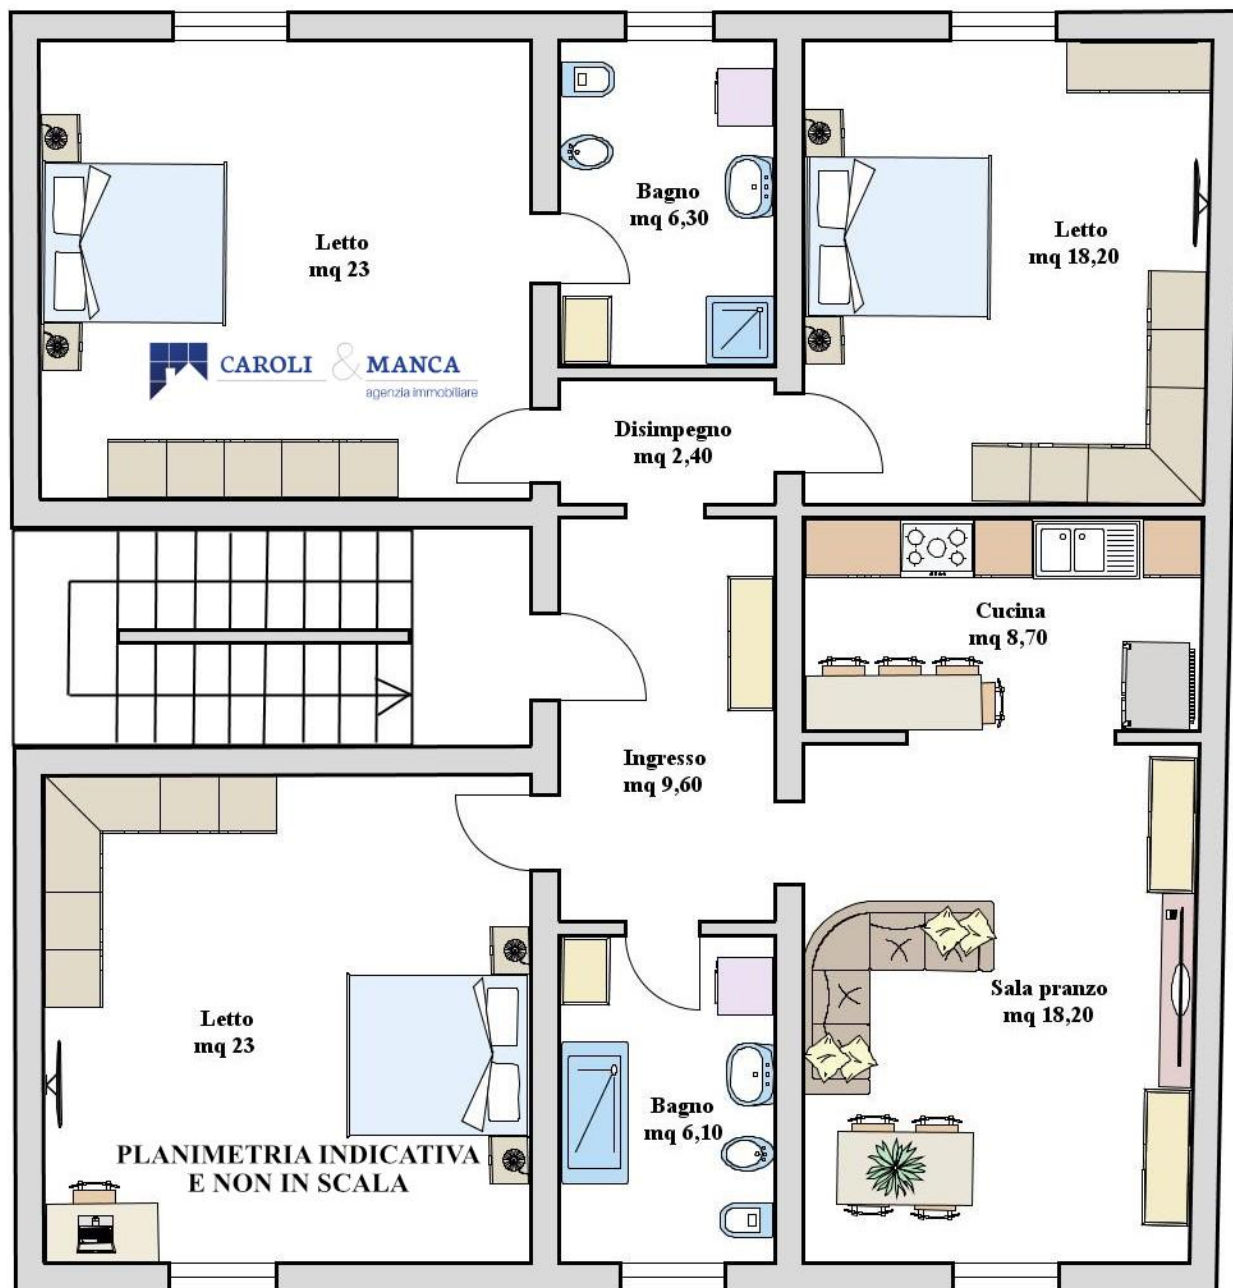 Bagno
mq 6,30
Letto
mq 23
Letto
mq 18,20
CAROLI & MANCA
agenzia immobiliare
Disimpegno
mq 2,40
Cucina
mq 8,70
Ingresso
mq 9,60
Sala pranzo
mq 18,20
Letto
mq 23
Bagno
mq 6,10
PLANIMETRIA INDICATIVA
E NON IN SCALA